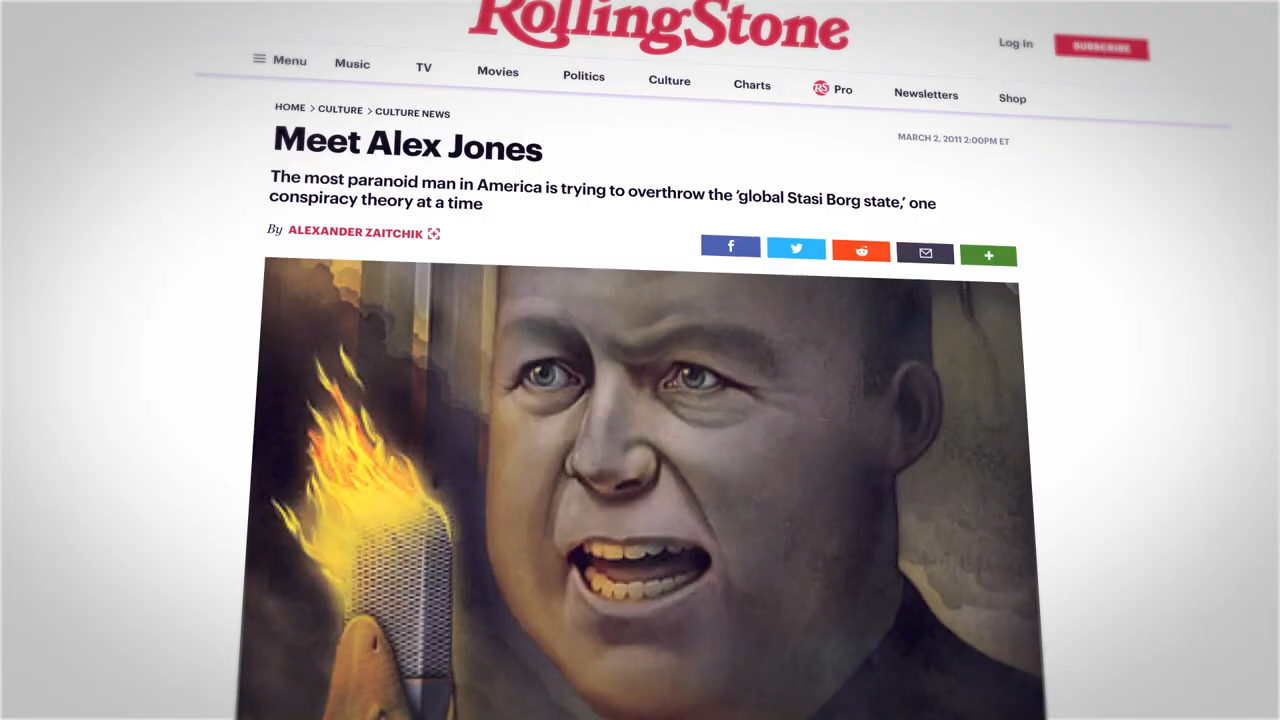 RollingStone
Log In
SUBSCRIBE
Menu Music TV Movies Politics Culture Charts RS Pro Newsletters Shop
HOME > CULTURE > CULTURE NEWS
Meet Alex Jones
MARCH 2, 2011 2:00PM ET
The most paranoid man in America is trying to overthrow the ‘global Stasi Borg state,’ one
conspiracy theory at a time
By ALEXANDER ZAITCHIK